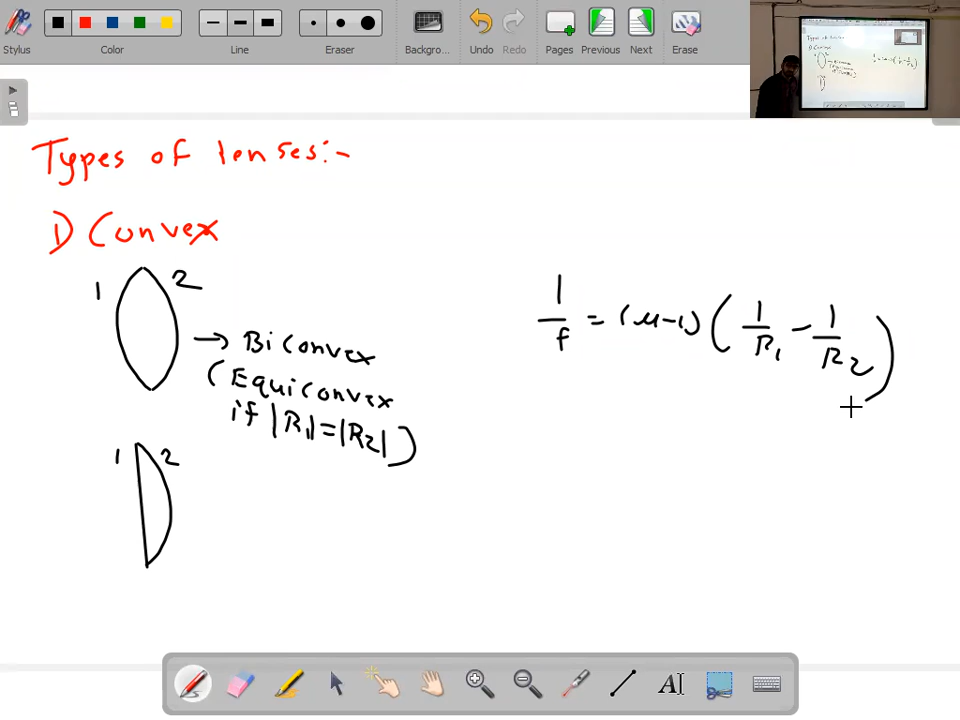 Stylus Color Line Eraser Backgro... Undo Redo Pages Previous Next Erase
Types of lenses:-
1) Convex
1 2
→ Biconvex
(Equiconvex
if |R1|=|R2|)
1 2
1/f = (μ-1)(1/R1 - 1/R2)
A